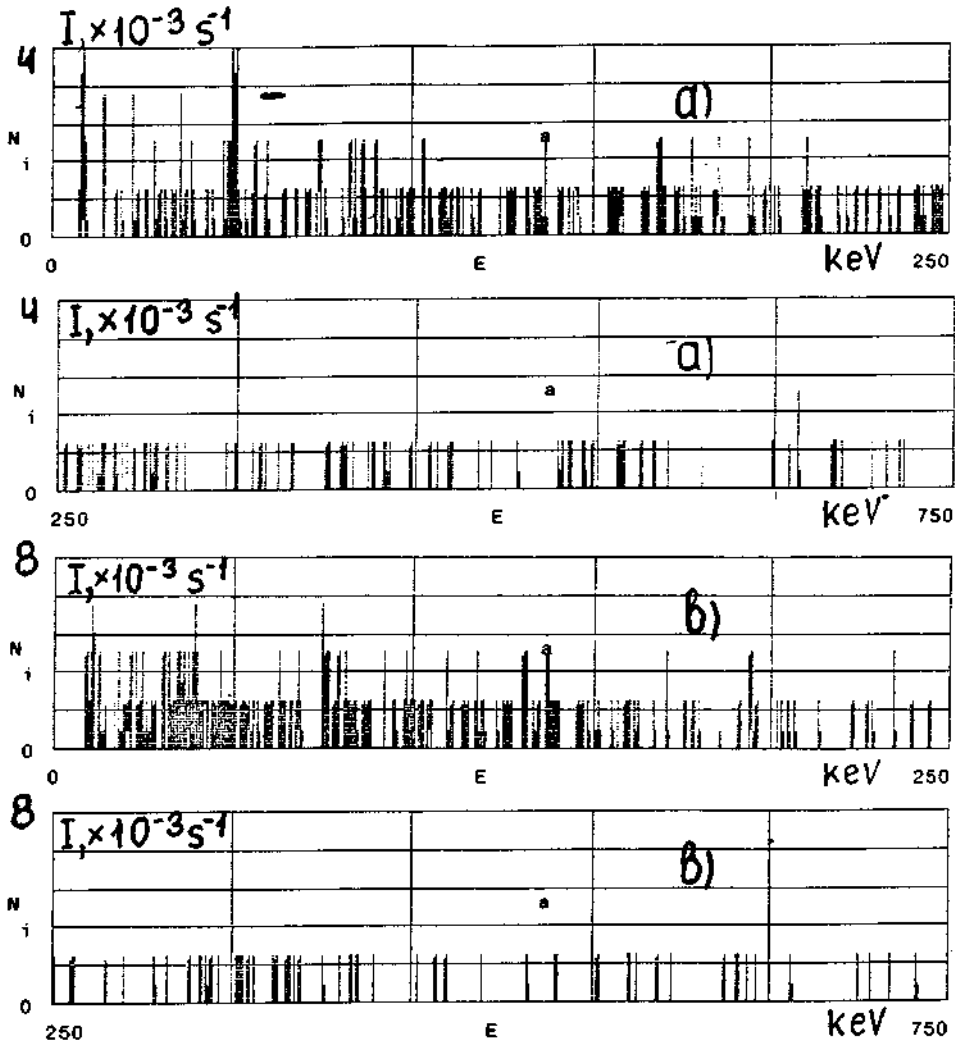 I, ×10⁻³ s⁻¹
4
a)
N
i
a
0
0 E keV 250
4
I, ×10⁻³ s⁻¹
a)
N
i
a
0
250 E keV 750
8
I, ×10⁻³ s⁻¹
b)
N
i
a
0
0 E keV 250
8
I, ×10⁻³ s⁻¹
b)
N
i
a
0
250 E keV 750